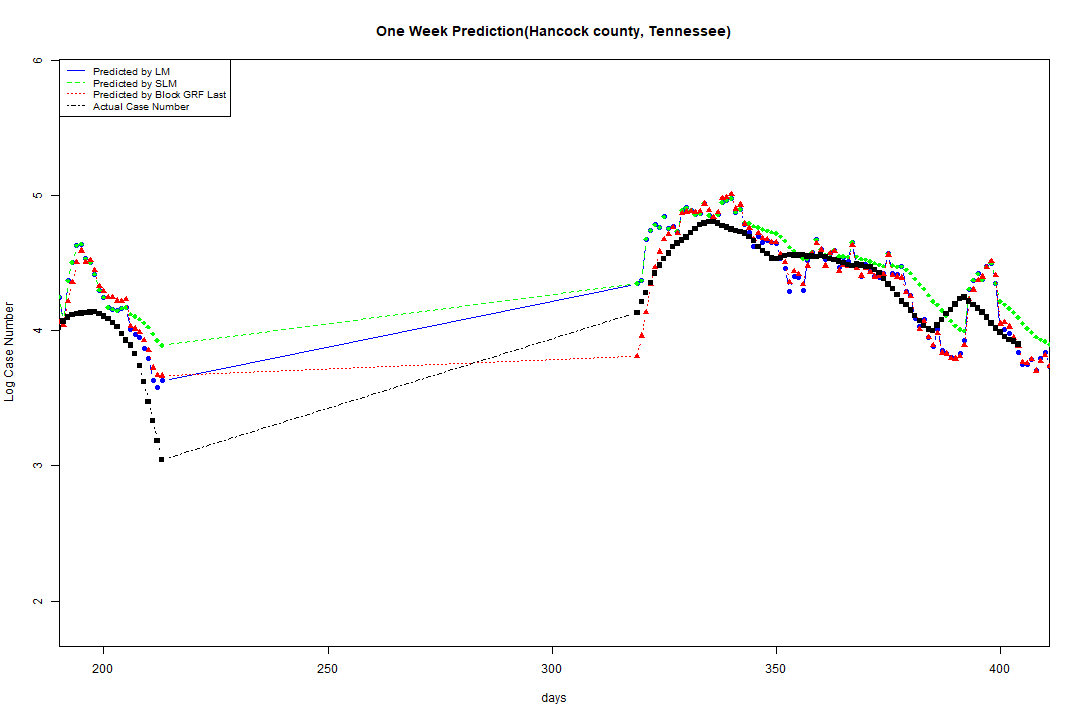 One Week Prediction(Hancock county, Tennessee)
Predicted by LM
Predicted by SLM
Predicted by Block GRF Last
Actual Case Number
6
5
4
3
2
Log Case Number
200 250 300 350 400
days